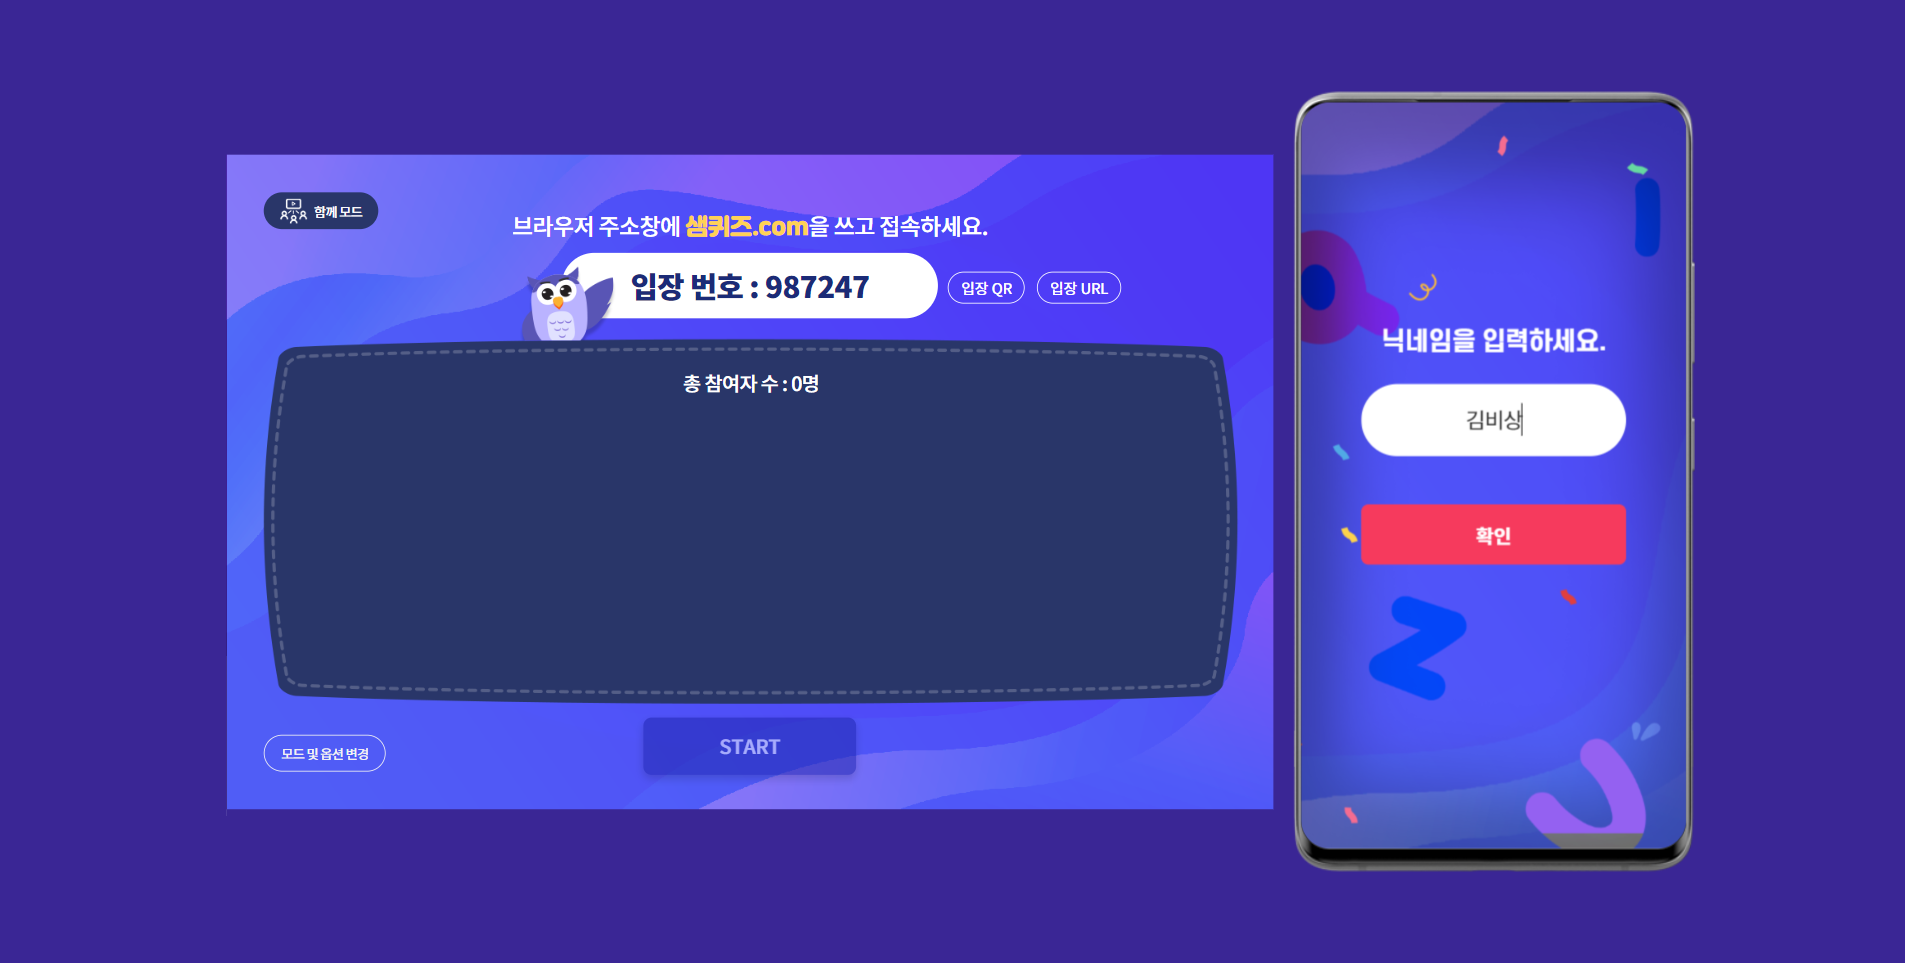 함께 모드
브라우저 주소창에 쌤퀴즈.com을 쓰고 접속하세요.
입장 번호 : 987247
입장 QR
입장 URL
총 참여자 수 : 0명
모드 및 옵션 변경
START
닉네임을 입력하세요.
김비상
확인